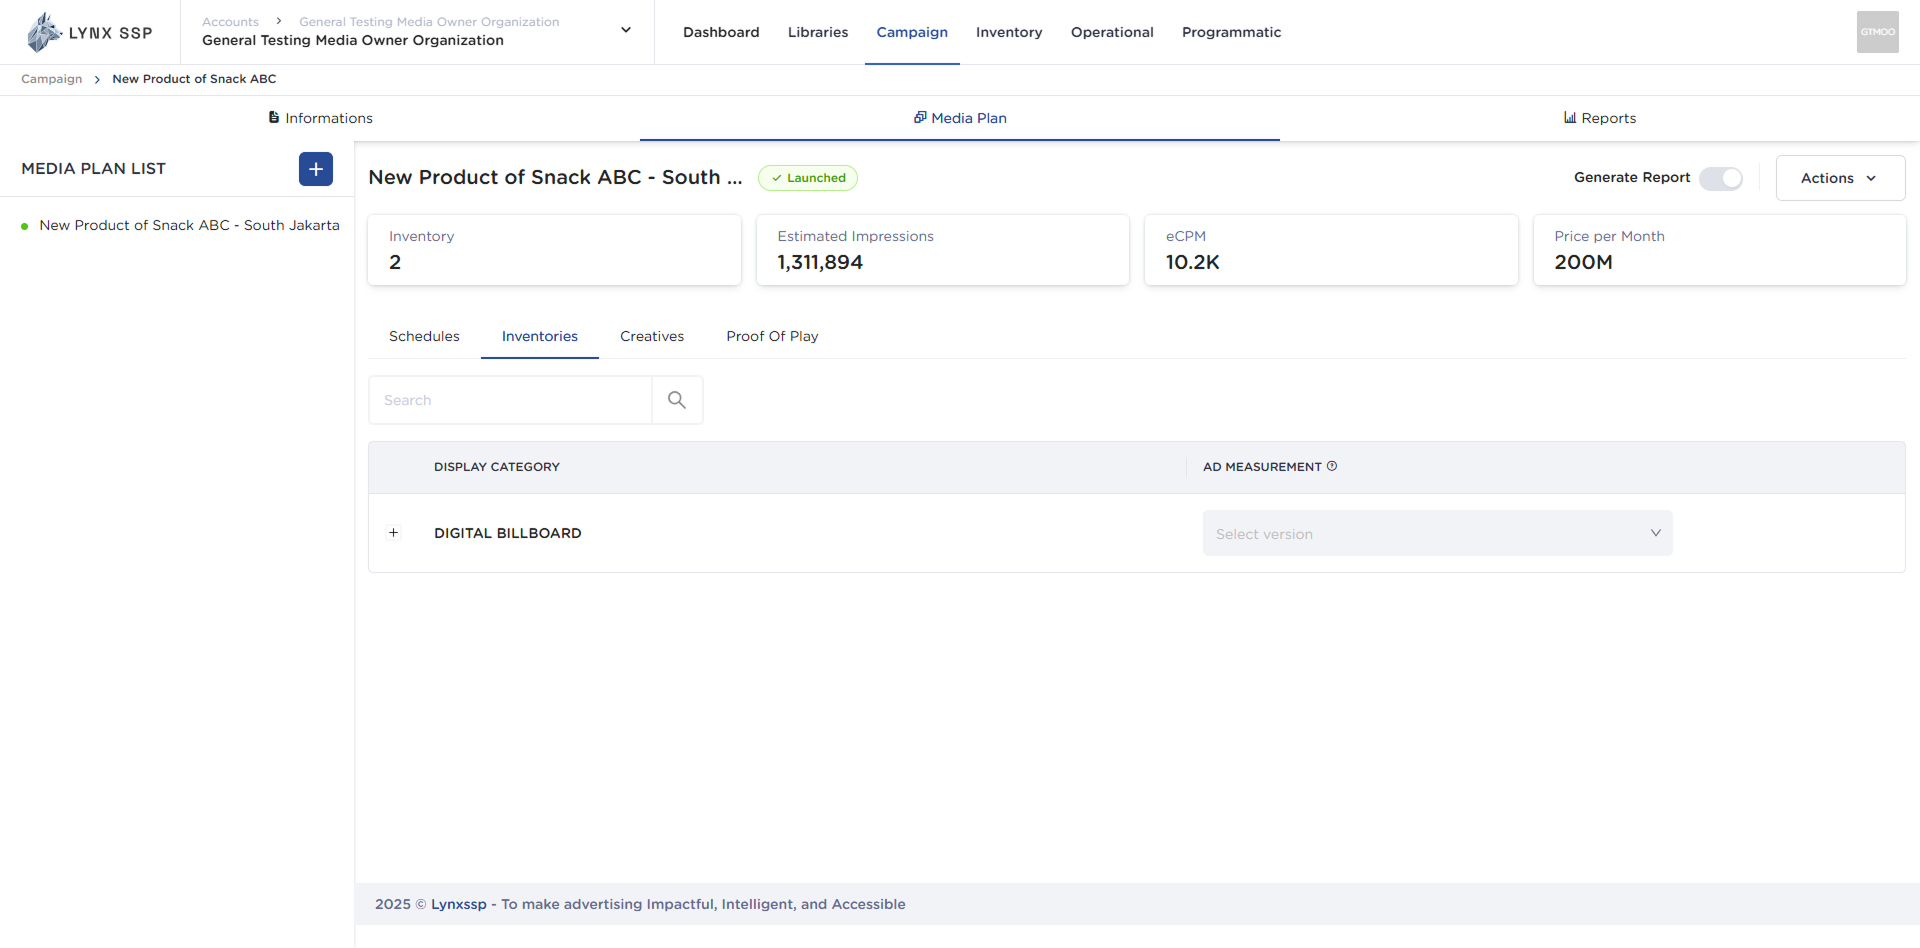 LYNX SSP
Accounts > General Testing Media Owner Organization
General Testing Media Owner Organization
Dashboard
Libraries
Campaign
Inventory
Operational
Programmatic
GTMOO
Campaign > New Product of Snack ABC
Informations
Media Plan
Reports
MEDIA PLAN LIST
+
New Product of Snack ABC - South Jakarta
New Product of Snack ABC - South ...
Launched
Generate Report
Actions
Inventory
2
Estimated Impressions
1,311,894
eCPM
10.2K
Price per Month
200M
Schedules
Inventories
Creatives
Proof Of Play
Search
DISPLAY CATEGORY
AD MEASUREMENT
+
DIGITAL BILLBOARD
Select version
2025 © Lynxssp - To make advertising Impactful, Intelligent, and Accessible